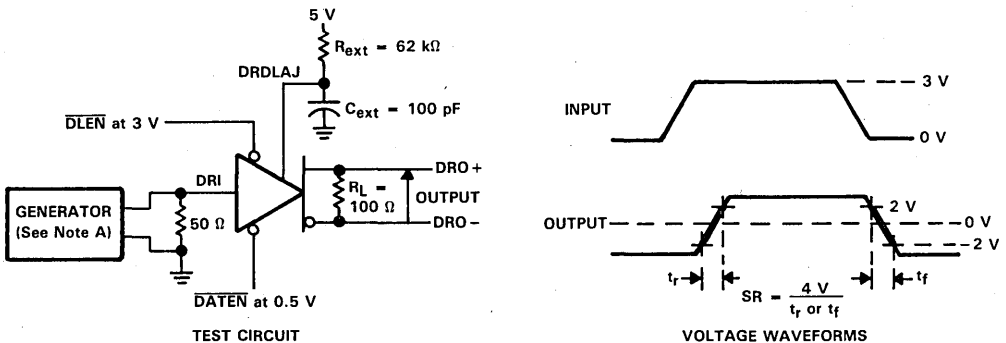 5 V
Rext = 62 kΩ
DRDLAJ
Cext = 100 pF
DLEN at 3 V
DRI
DRO+
RL = 100 Ω
OUTPUT
DRO−
GENERATOR
(See Note A)
50 Ω
DATEN at 0.5 V
TEST CIRCUIT
INPUT
3 V
0 V
OUTPUT
2 V
0 V
−2 V
tr
tf
SR = 4 V / tr or tf
VOLTAGE WAVEFORMS